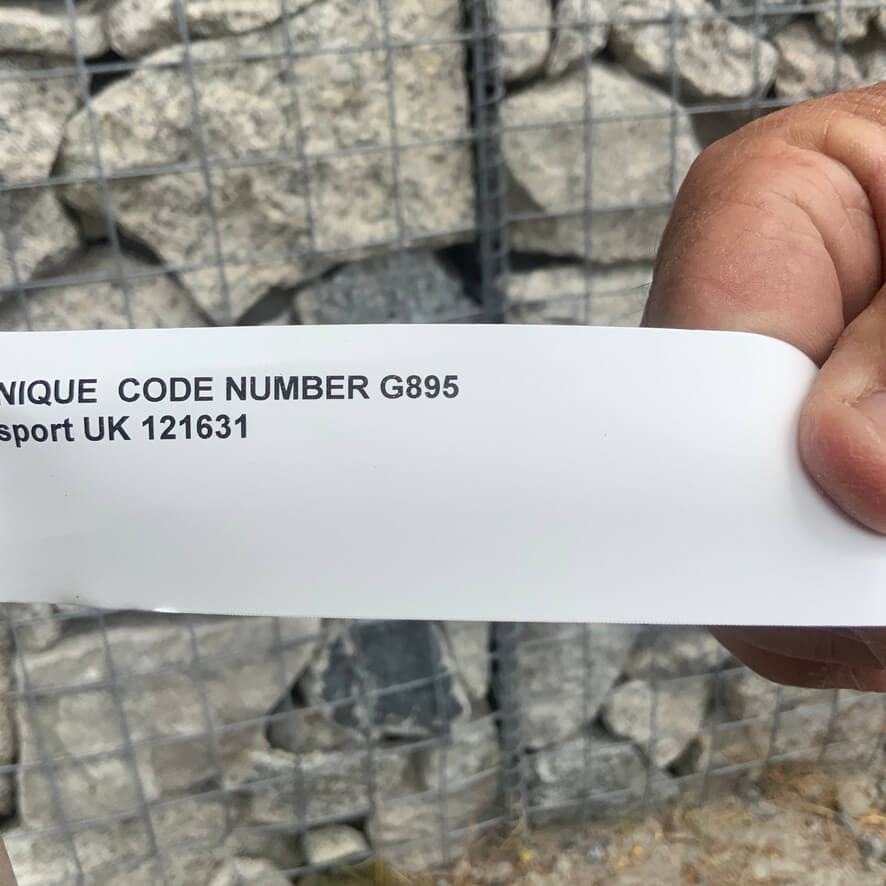 NIQUE CODE NUMBER G895
sport UK 121631